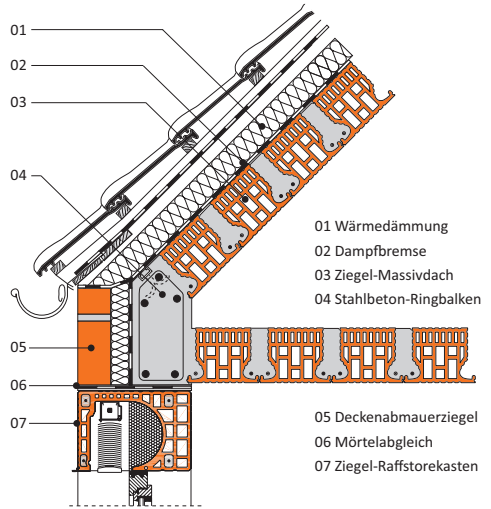 01
02
03
04
01 Wärmedämmung
02 Dampfbremse
03 Ziegel-Massivdach
04 Stahlbeton-Ringbalken
05
06
07
05 Deckenabmauerziegel
06 Mörtelabgleich
07 Ziegel-Raffstorekasten